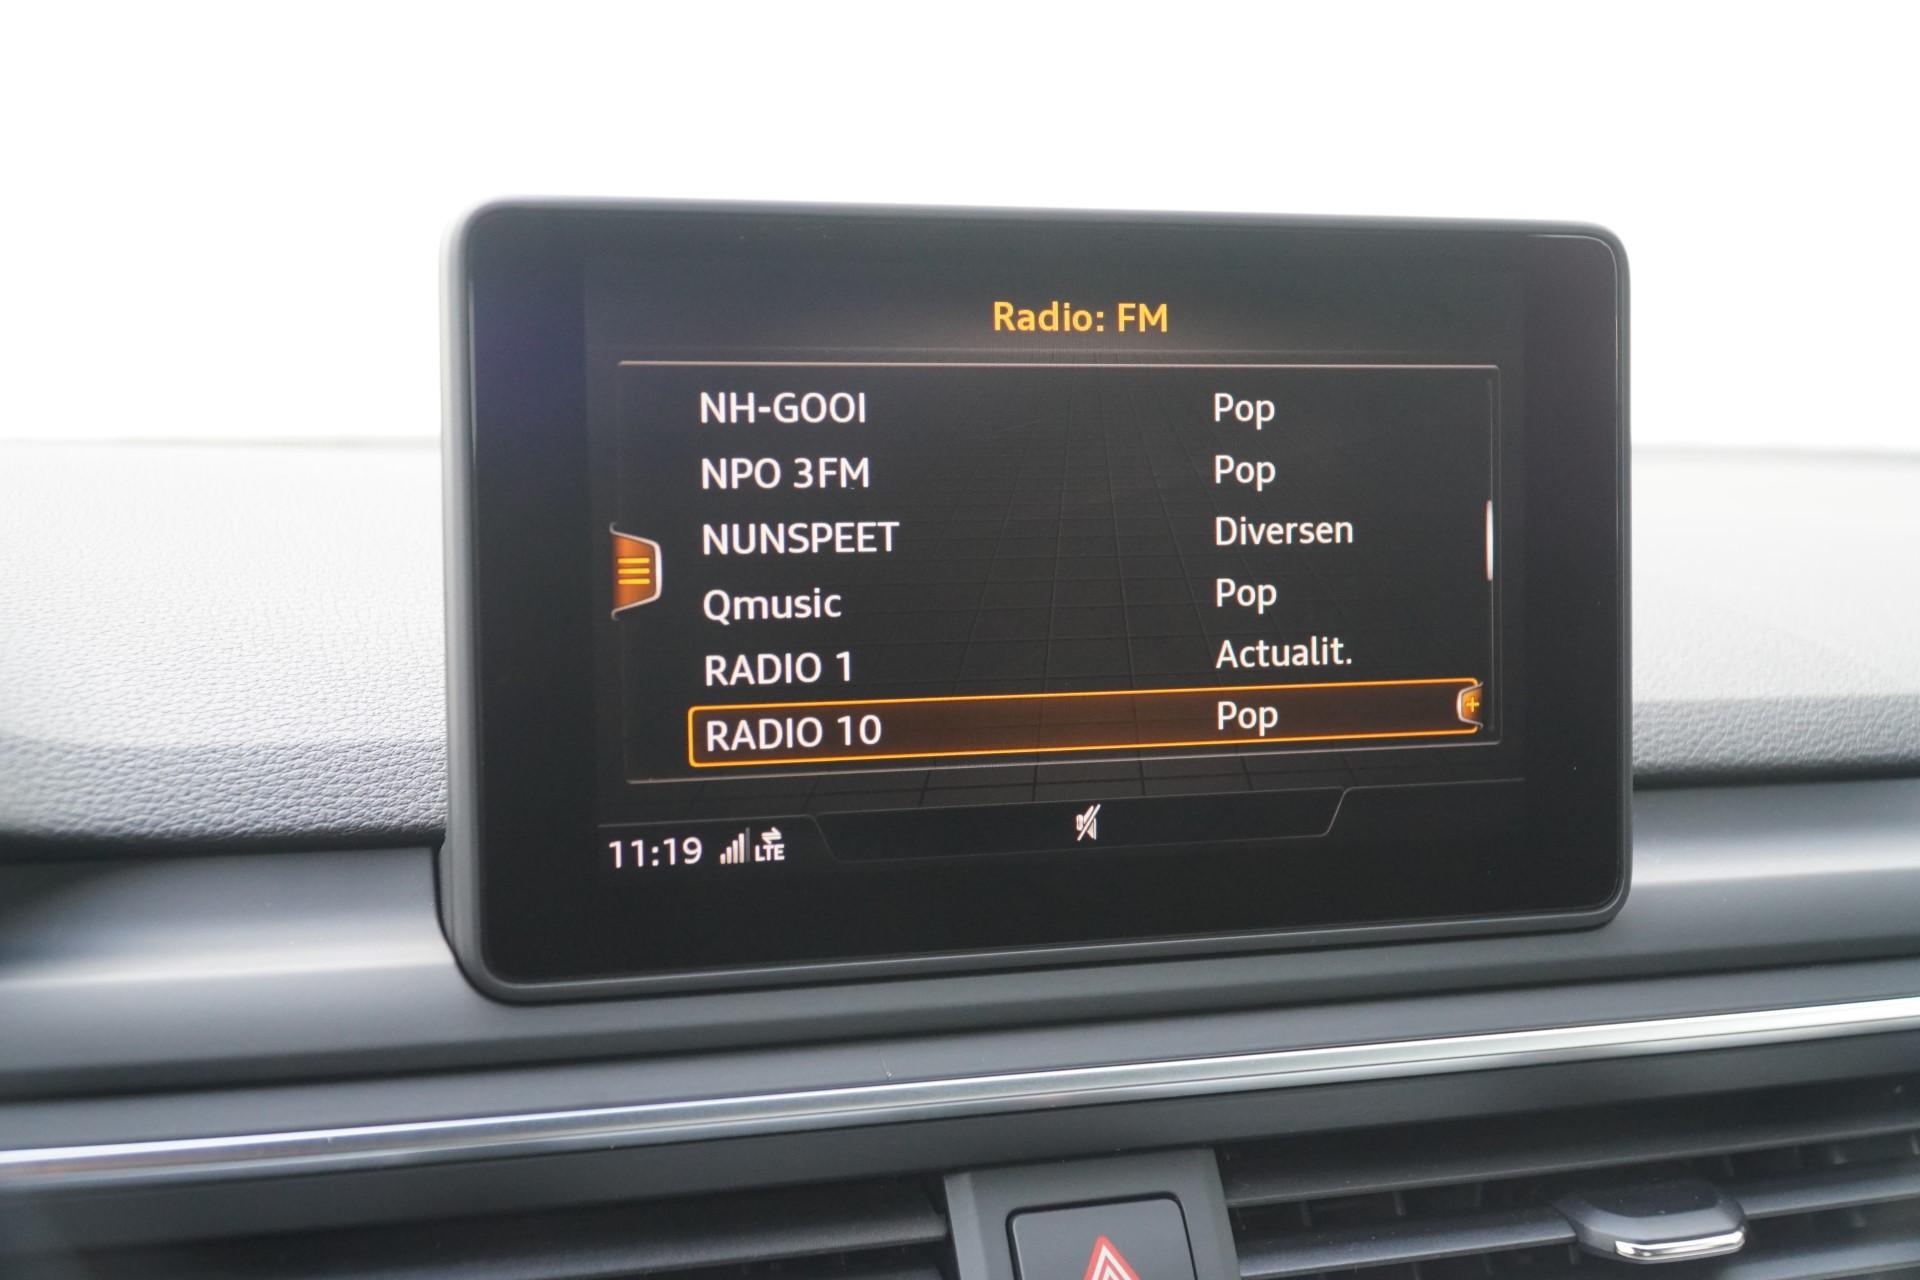 Radio: FM
NH-GOOI Pop
NPO 3FM Pop
NUNSPEET Diversen
Qmusic Pop
RADIO 1 Actualit.
RADIO 10 Pop
11:19 LTE